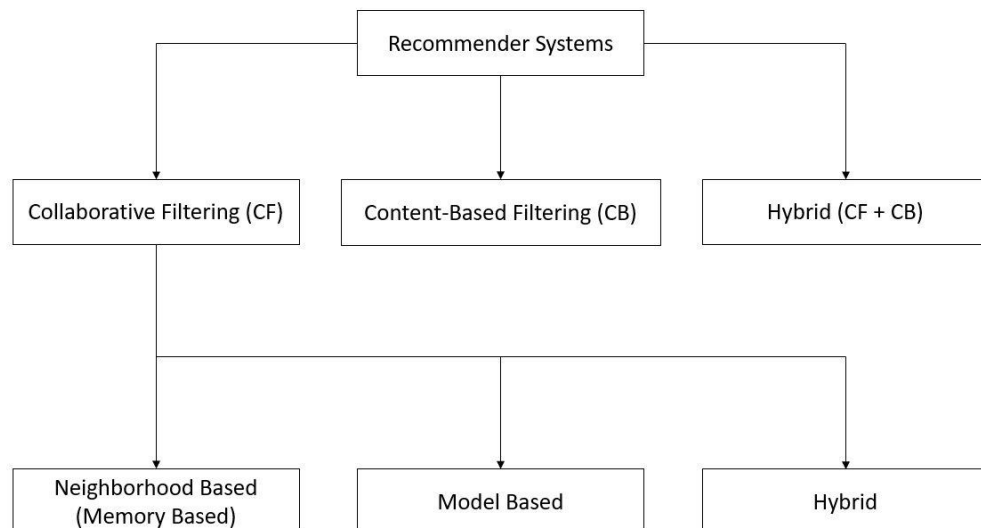 Recommender Systems
Collaborative Filtering (CF)
Content-Based Filtering (CB)
Hybrid (CF + CB)
Neighborhood Based
(Memory Based)
Model Based
Hybrid